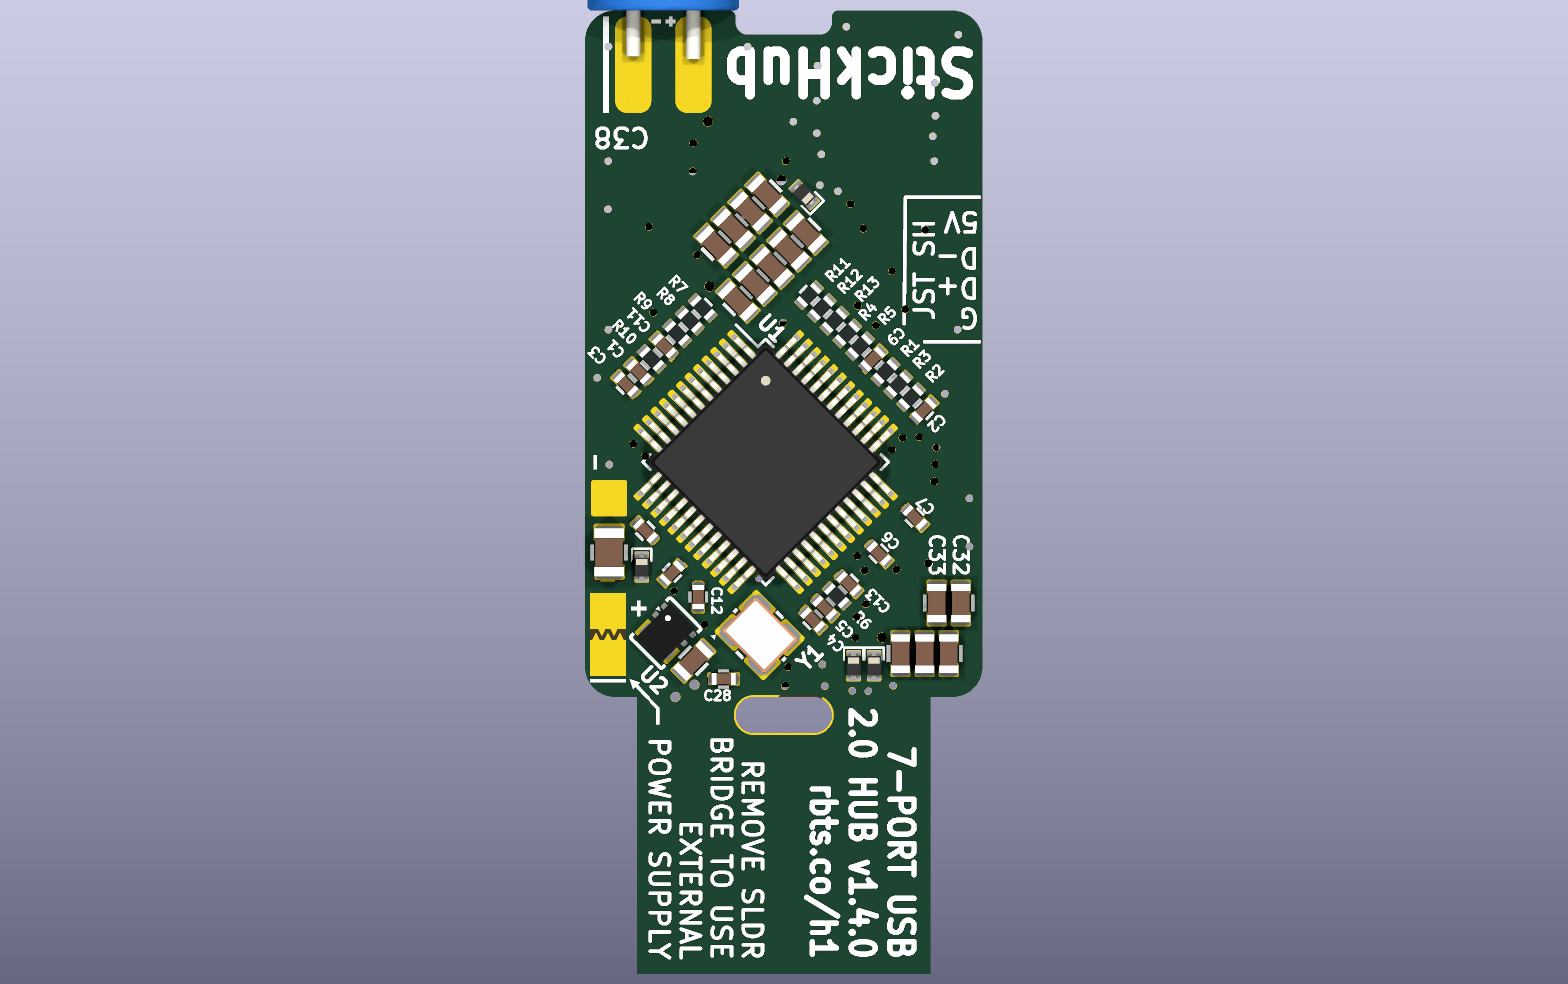 - +
StickHub
C38
JST SH
5V
D-
D+
G
R7
R8
R9
C11
R10
C1
C3
R11
R12
R13
R4
R5
C9
R1
R3
R2
C2
U1
-
+
C7
C6
C33
C32
C12
C13
R6
C5
C4
Y1
U2
C28
7-PORT USB
2.0 HUB v1.4.0
rbts.co/h1
REMOVE SLDR
BRIDGE TO USE
EXTERNAL
POWER SUPPLY